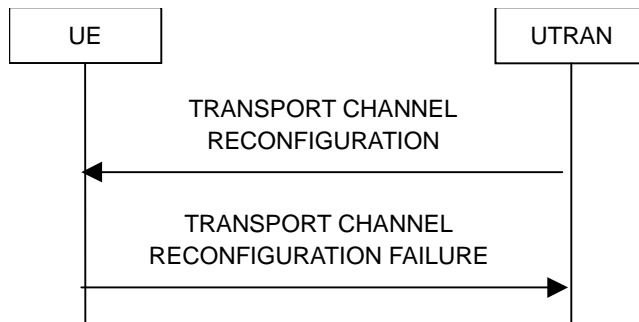 UE
UTRAN
TRANSPORT CHANNEL
RECONFIGURATION
TRANSPORT CHANNEL
RECONFIGURATION FAILURE